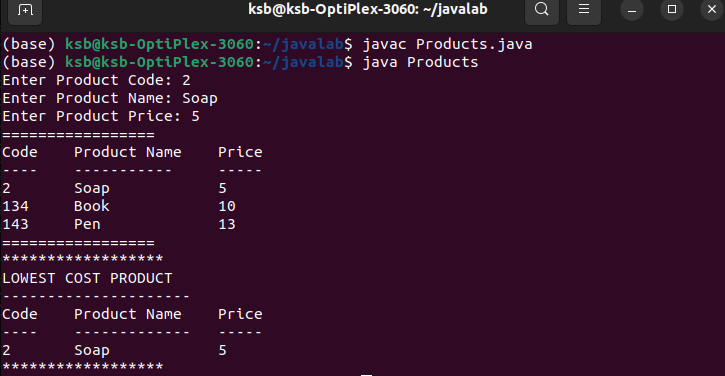 ksb@ksb-OptiPlex-3060: ~/javalab
(base) ksb@ksb-OptiPlex-3060:~/javalab$ javac Products.java
(base) ksb@ksb-OptiPlex-3060:~/javalab$ java Products
Enter Product Code: 2
Enter Product Name: Soap
Enter Product Price: 5
=================
Code    Product Name    Price
----    -----------     -----
2       Soap            5
134     Book            10
143     Pen             13
=================
******************
LOWEST COST PRODUCT
---------------------
Code    Product Name    Price
----    -------------   -----
2       Soap            5
******************